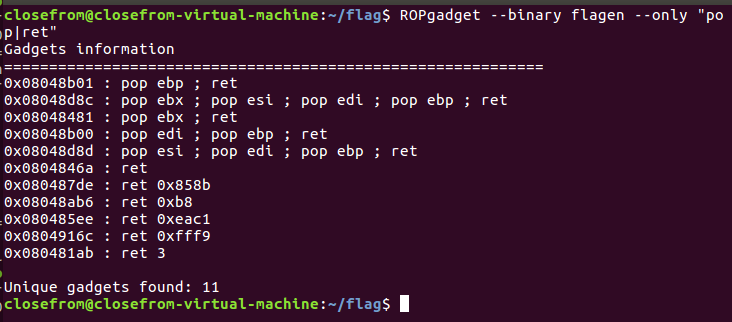 closefrom@closefrom-virtual-machine:~/flag$ ROPgadget --binary flagen --only "po
p|ret"
Gadgets information
============================================================
0x08048b01 : pop ebp ; ret
0x08048d8c : pop ebx ; pop esi ; pop edi ; pop ebp ; ret
0x08048481 : pop ebx ; ret
0x08048b00 : pop edi ; pop ebp ; ret
0x08048d8d : pop esi ; pop edi ; pop ebp ; ret
0x0804846a : ret
0x080487de : ret 0x858b
0x08048ab6 : ret 0xb8
0x080485ee : ret 0xeac1
0x0804916c : ret 0xfff9
0x080481ab : ret 3

Unique gadgets found: 11
closefrom@closefrom-virtual-machine:~/flag$